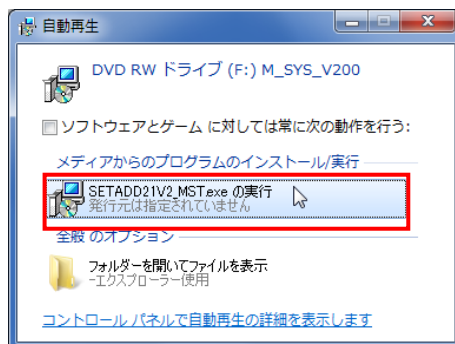 自動再生
DVD RW ドライブ (F:) M_SYS_V200
ソフトウェアとゲーム に対しては常に次の動作を行う:
メディアからのプログラムのインストール/実行
SETADD21V2_MST.exe の実行
発行元は指定されていません
全般 のオプション
フォルダーを開いてファイルを表示
-エクスプローラー使用
コントロール パネルで自動再生の詳細を表示します